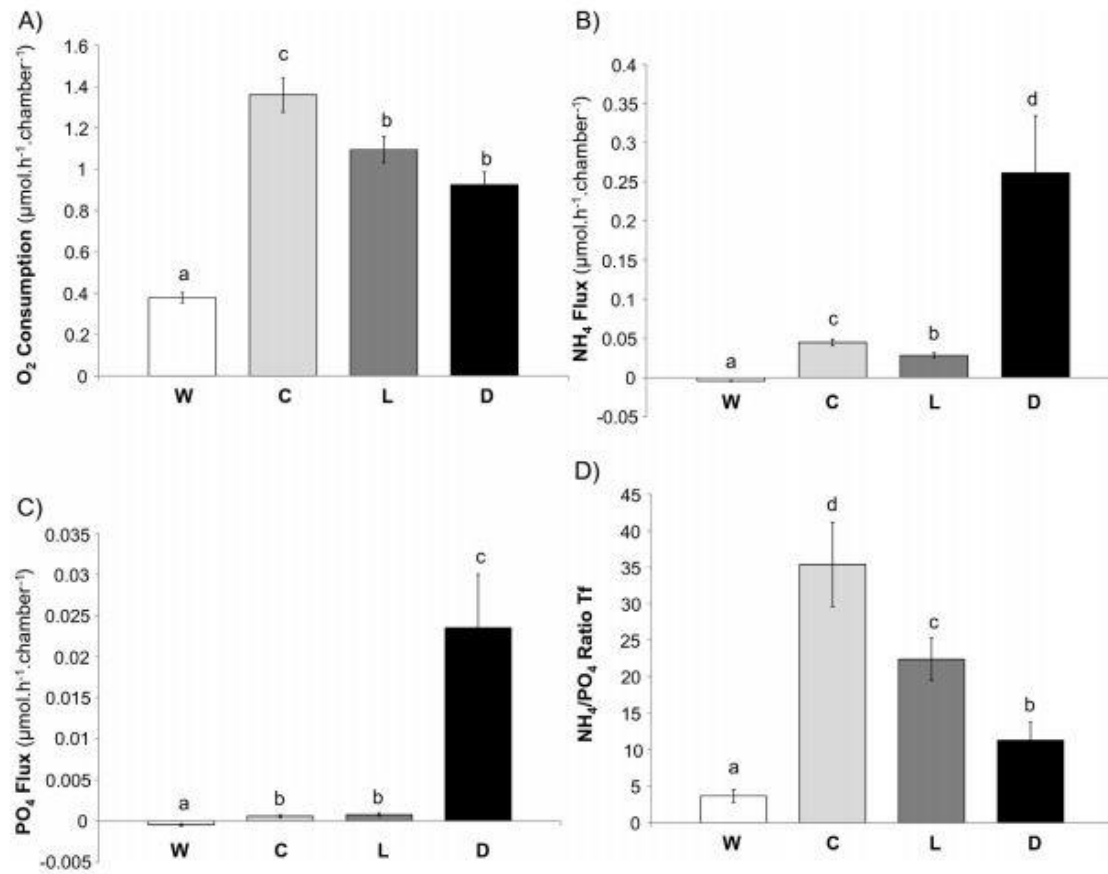 A)
O₂ Consumption (µmol.h⁻¹.chamber⁻¹)
1.6
1.4
1.2
1
0.8
0.6
0.4
0.2
0
a
c
b
b
W C L D
B)
NH₄ Flux (µmol.h⁻¹.chamber⁻¹)
0.4
0.35
0.3
0.25
0.2
0.15
0.1
0.05
0
-0.05
a
c
b
d
W C L D
C)
PO₄ Flux (µmol.h⁻¹.chamber⁻¹)
0.035
0.03
0.025
0.02
0.015
0.01
0.005
0
-0.005
a
b
b
c
W C L D
D)
NH₄/PO₄ Ratio Tf
45
40
35
30
25
20
15
10
5
0
a
d
c
b
W C L D